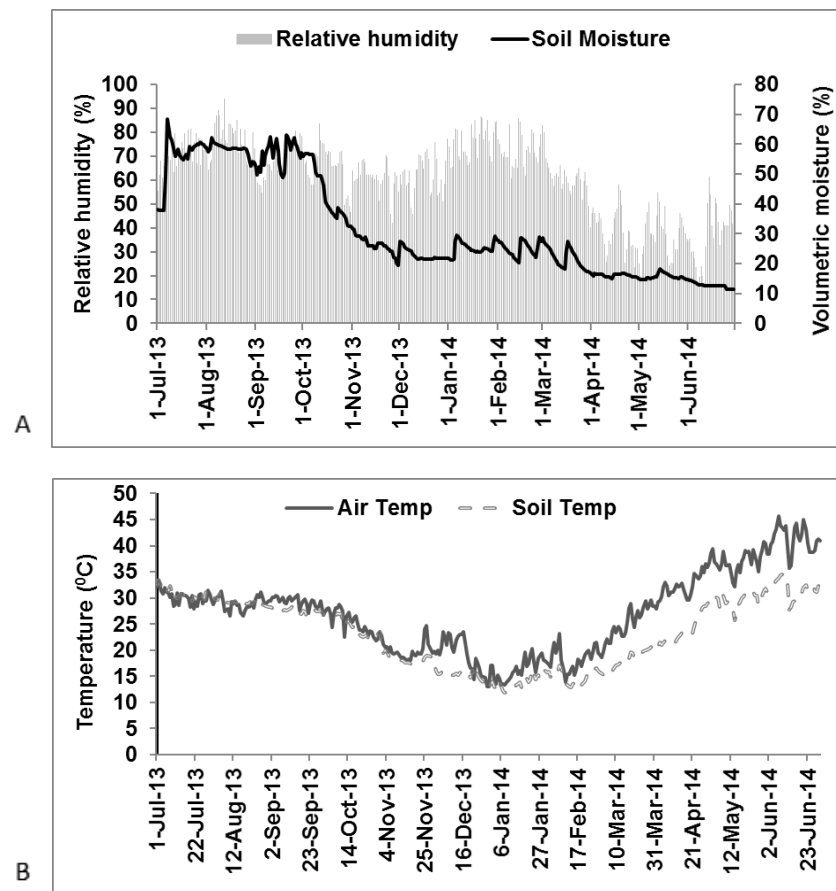 Relative humidity Soil Moisture
Relative humidity (%)
100
90
80
70
60
50
40
30
20
10
0
80
70
60
50
40
30
20
10
0
Volumetric moisture (%)
1-Jul-13
1-Aug-13
1-Sep-13
1-Oct-13
1-Nov-13
1-Dec-13
1-Jan-14
1-Feb-14
1-Mar-14
1-Apr-14
1-May-14
1-Jun-14
A
Air Temp Soil Temp
Temperature (⁰C)
50
45
40
35
30
25
20
15
10
5
0
1-Jul-13
22-Jul-13
12-Aug-13
2-Sep-13
23-Sep-13
14-Oct-13
4-Nov-13
25-Nov-13
16-Dec-13
6-Jan-14
27-Jan-14
17-Feb-14
10-Mar-14
31-Mar-14
21-Apr-14
12-May-14
2-Jun-14
23-Jun-14
B